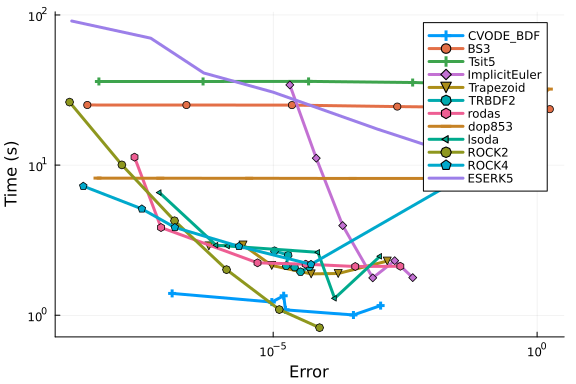 10²
CVODE_BDF
BS3
Tsit5
ImplicitEuler
Trapezoid
TRBDF2
rodas
dop853
lsoda
ROCK2
ROCK4
ESERK5
Time (s)
10¹
10⁰
10⁻⁵
10⁰
Error